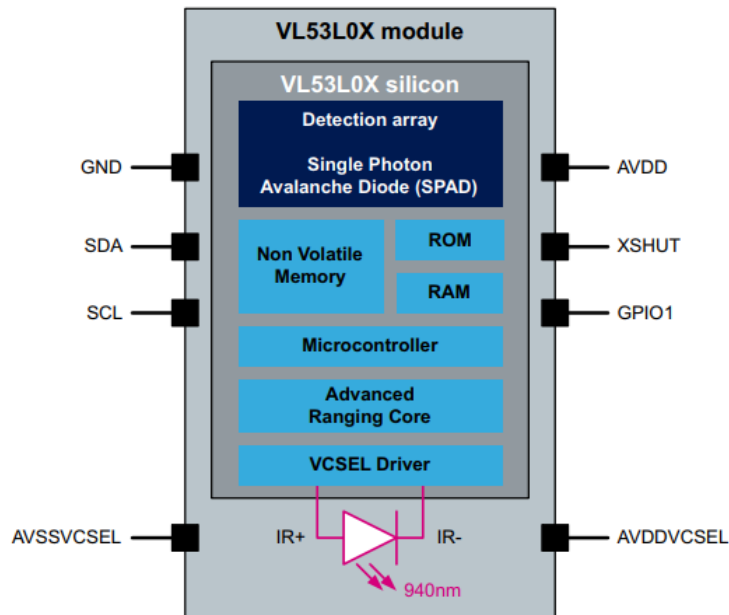 VL53L0X module
VL53L0X silicon
Detection array
Single Photon
Avalanche Diode (SPAD)
GND
AVDD
SDA
Non Volatile
Memory
ROM
XSHUT
SCL
RAM
GPIO1
Microcontroller
Advanced
Ranging Core
VCSEL Driver
AVSSVCSEL
IR+
IR-
AVDDVCSEL
940nm